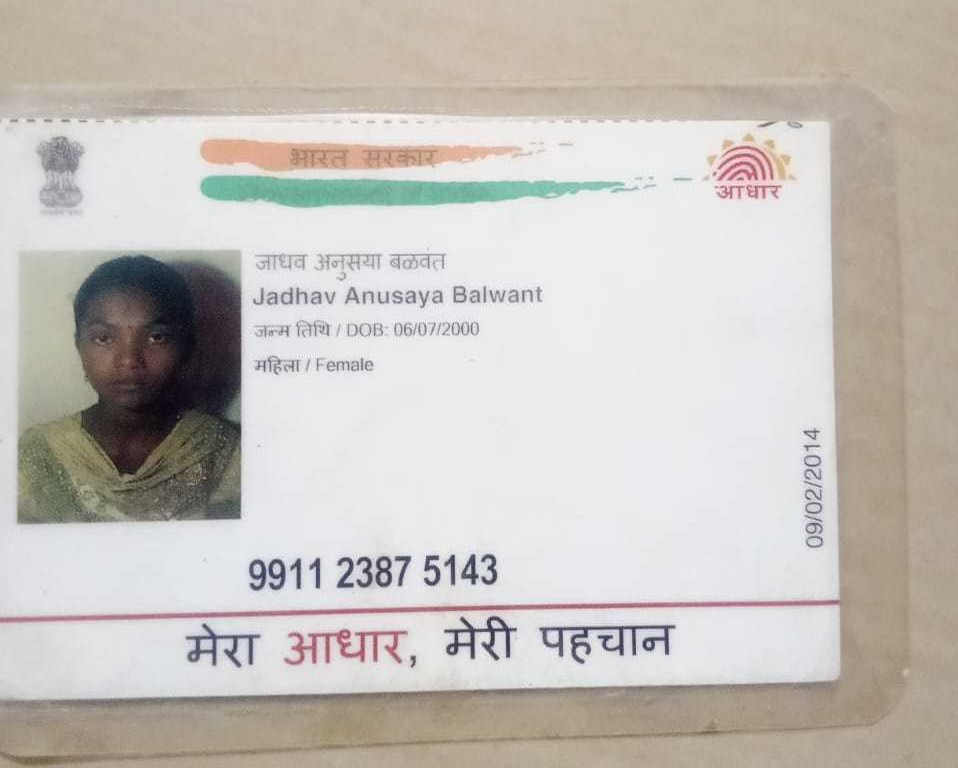 भारत सरकार
आधार
जाधव अनुसया बळवंत
Jadhav Anusaya Balwant
जन्म तिथि / DOB: 06/07/2000
महिला / Female
09/02/2014
9911 2387 5143
मेरा आधार, मेरी पहचान